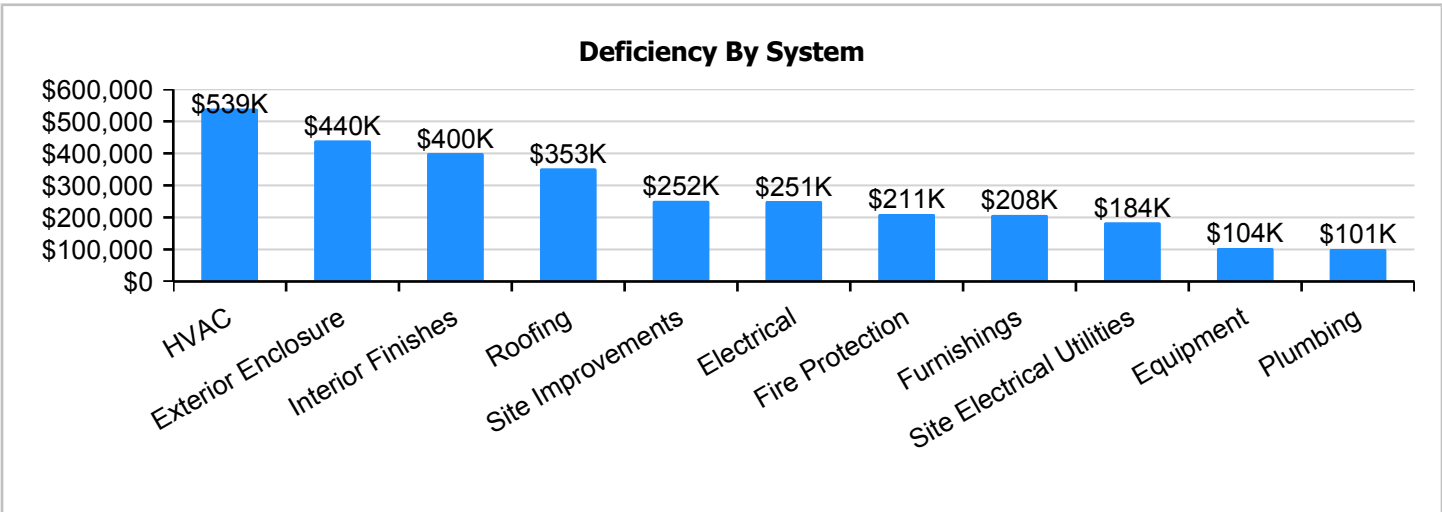 Deficiency By System
$600,000
$500,000
$400,000
$300,000
$200,000
$100,000
$0
$539K
$440K
$400K
$353K
$252K
$251K
$211K
$208K
$184K
$104K
$101K
HVAC
Exterior Enclosure
Interior Finishes
Roofing
Site Improvements
Electrical
Fire Protection
Furnishings
Site Electrical Utilities
Equipment
Plumbing